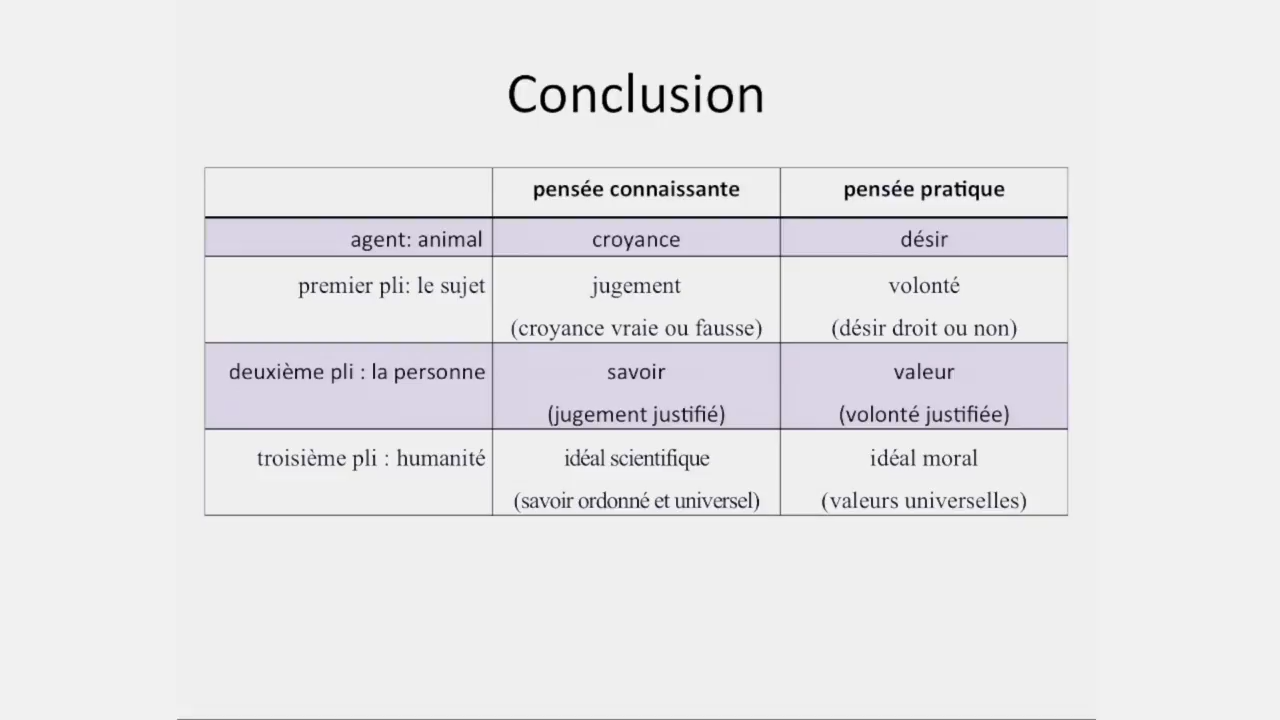 Conclusion
pensée connaissante pensée pratique
agent: animal croyance désir
premier pli: le sujet jugement volonté
(croyance vraie ou fausse) (désir droit ou non)
deuxième pli : la personne savoir valeur
(jugement justifié) (volonté justifiée)
troisième pli : humanité idéal scientifique idéal moral
(savoir ordonné et universel) (valeurs universelles)